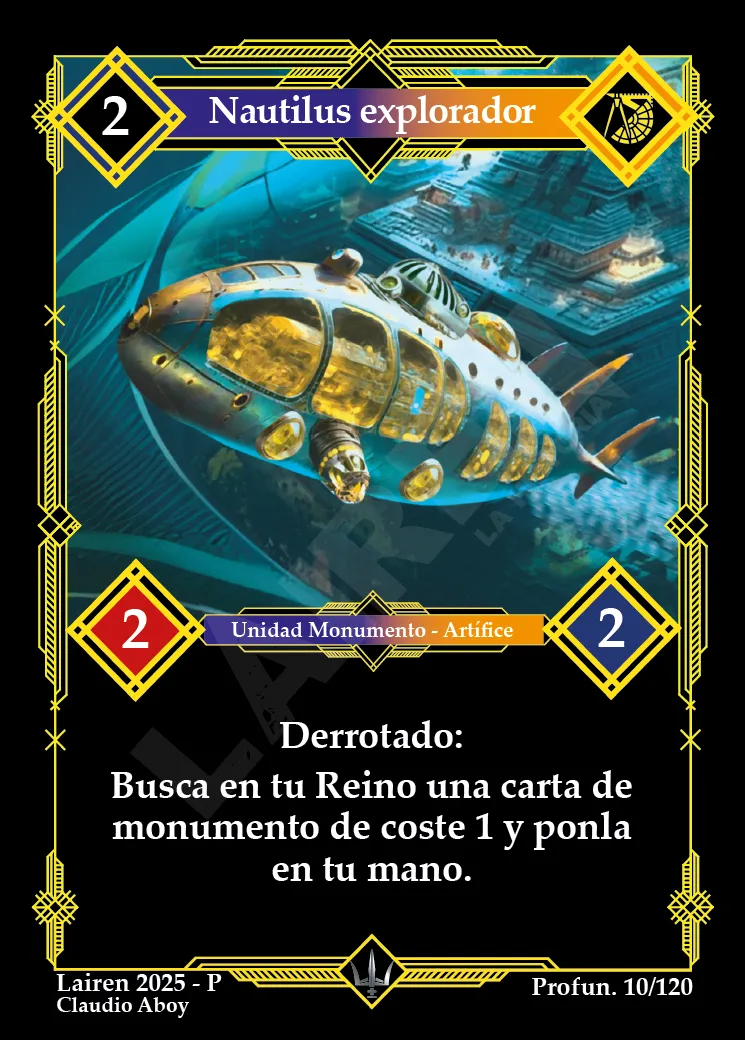 2
Nautilus explorador
2
Unidad Monumento - Artífice
2
Derrotado:
Busca en tu Reino una carta de
monumento de coste 1 y ponla
en tu mano.
Lairen 2025 - P
Claudio Aboy
Profun. 10/120